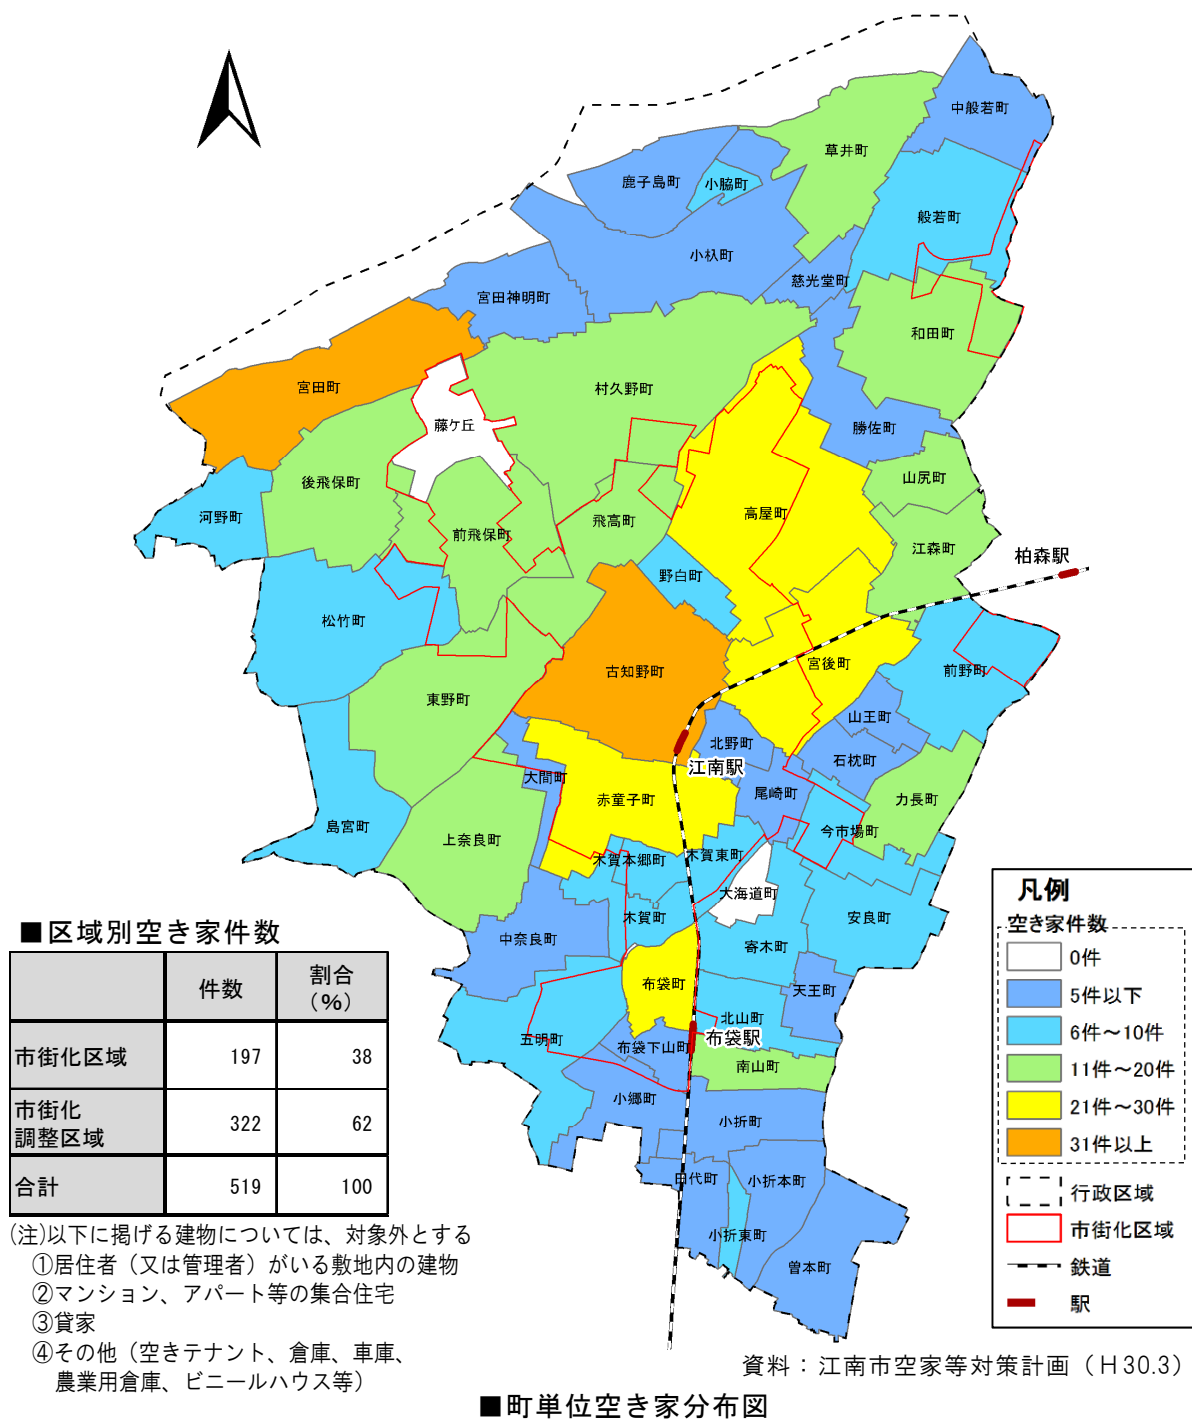 中般若町
草井町
鹿子島町
小脇町
般若町
小杁町
慈光堂町
宮田神明町
和田町
宮田町
村久野町
藤ケ丘
勝佐町
後飛保町
山尻町
河野町
高屋町
飛高町
前飛保町
江森町
柏森駅
野白町
松竹町
宮後町
古知野町
前野町
東野町
山王町
北野町
石枕町
江南駅
大間町
尾崎町
赤童子町
力長町
島宮町
今市場町
上奈良町
木賀東町
木賀本郷町
大海道町
木賀町
安良町
中奈良町
寄木町
布袋町
天王町
北山町
五明町
布袋駅
布袋下山町
南山町
小郷町
小折町
田代町
小折本町
小折東町
曽本町
■区域別空き家件数
件数
割合
（％）
市街化区域
197
38
市街化
調整区域
322
62
合計
519
100
(注)以下に掲げる建物については、対象外とする
①居住者（又は管理者）がいる敷地内の建物
②マンション、アパート等の集合住宅
③貸家
④その他（空きテナント、倉庫、車庫、
農業用倉庫、ビニールハウス等）
凡例
空き家件数
0件
5件以下
6件～10件
11件～20件
21件～30件
31件以上
行政区域
市街化区域
鉄道
駅
資料：江南市空家等対策計画（Ｈ30.3）
■町単位空き家分布図